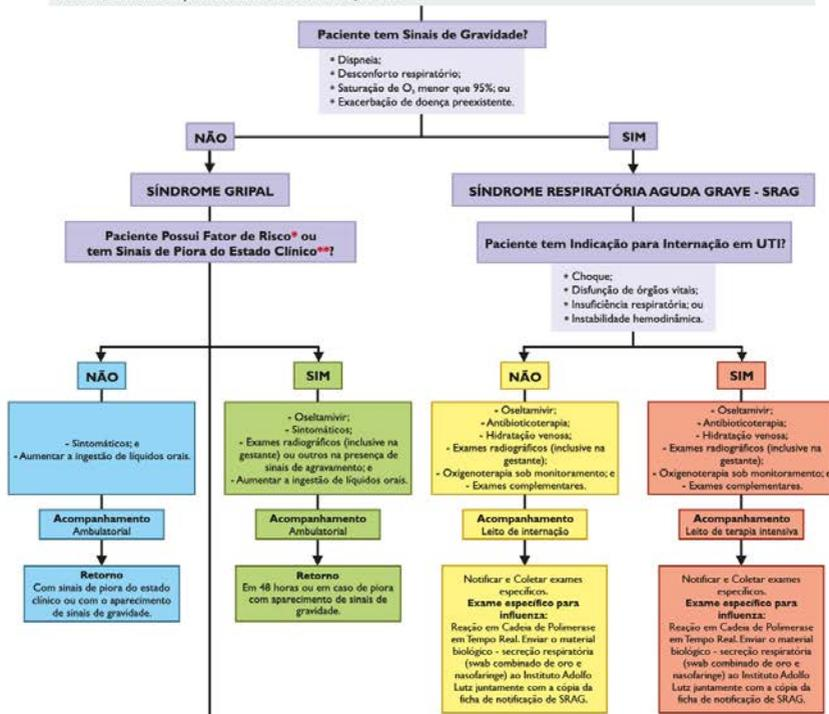 Paciente tem Sinais de Gravidade?
• Dispneia;
• Desconforto respiratório;
• Saturação de O₂ menor que 95%; ou
• Exacerbação de doença preexistente.
NÃO
SIM
SÍNDROME GRIPAL
SÍNDROME RESPIRATÓRIA AGUDA GRAVE - SRAG
Paciente Possui Fator de Risco* ou
tem Sinais de Piora do Estado Clínico**?
Paciente tem Indicação para Internação em UTI?
• Choque;
• Disfunção de órgãos vitais;
• Insuficiência respiratória; ou
• Instabilidade hemodinâmica.
NÃO
- Sintomáticos; e
- Aumentar a ingestão de líquidos orais.
Acompanhamento
Ambulatorial
Retorno
Com sinais de piora do estado
clínico ou com o aparecimento
de sinais de gravidade.
SIM
- Oseltamivir;
- Sintomáticos;
- Exames radiográficos (inclusive na
gestante) ou outros na presença de
sinais de agravamento; e
- Aumentar a ingestão de líquidos orais.
Acompanhamento
Ambulatorial
Retorno
Em 48 horas ou em caso de piora
com aparecimento de sinais de
gravidade.
NÃO
- Oseltamivir;
- Antibioticoterapia;
- Hidratação venosa;
- Exames radiográficos (inclusive na
gestante);
- Oxigenoterapia sob monitoramento; e
- Exames complementares.
Acompanhamento
Leito de internação
Notificar e Coletar exames
específicos.
Exame específico para
influenza:
Reação em Cadeia de Polimerase
em Tempo Real. Enviar o material
biológico - secreção respiratória
(swab combinado de oro e
nasofaringe) ao Instituto Adolfo
Lutz juntamente com a cópia da
ficha de notificação de SRAG.
SIM
- Oseltamivir;
- Antibioticoterapia;
- Hidratação venosa;
- Exames radiográficos (inclusive na
gestante);
- Oxigenoterapia sob monitoramento; e
- Exames complementares.
Acompanhamento
Leito de terapia intensiva
Notificar e Coletar exames
específicos.
Exame específico para
influenza:
Reação em Cadeia de Polimerase
em Tempo Real. Enviar o material
biológico - secreção respiratória
(swab combinado de oro e
nasofaringe) ao Instituto Adolfo
Lutz juntamente com a cópia da
ficha de notificação de SRAG.